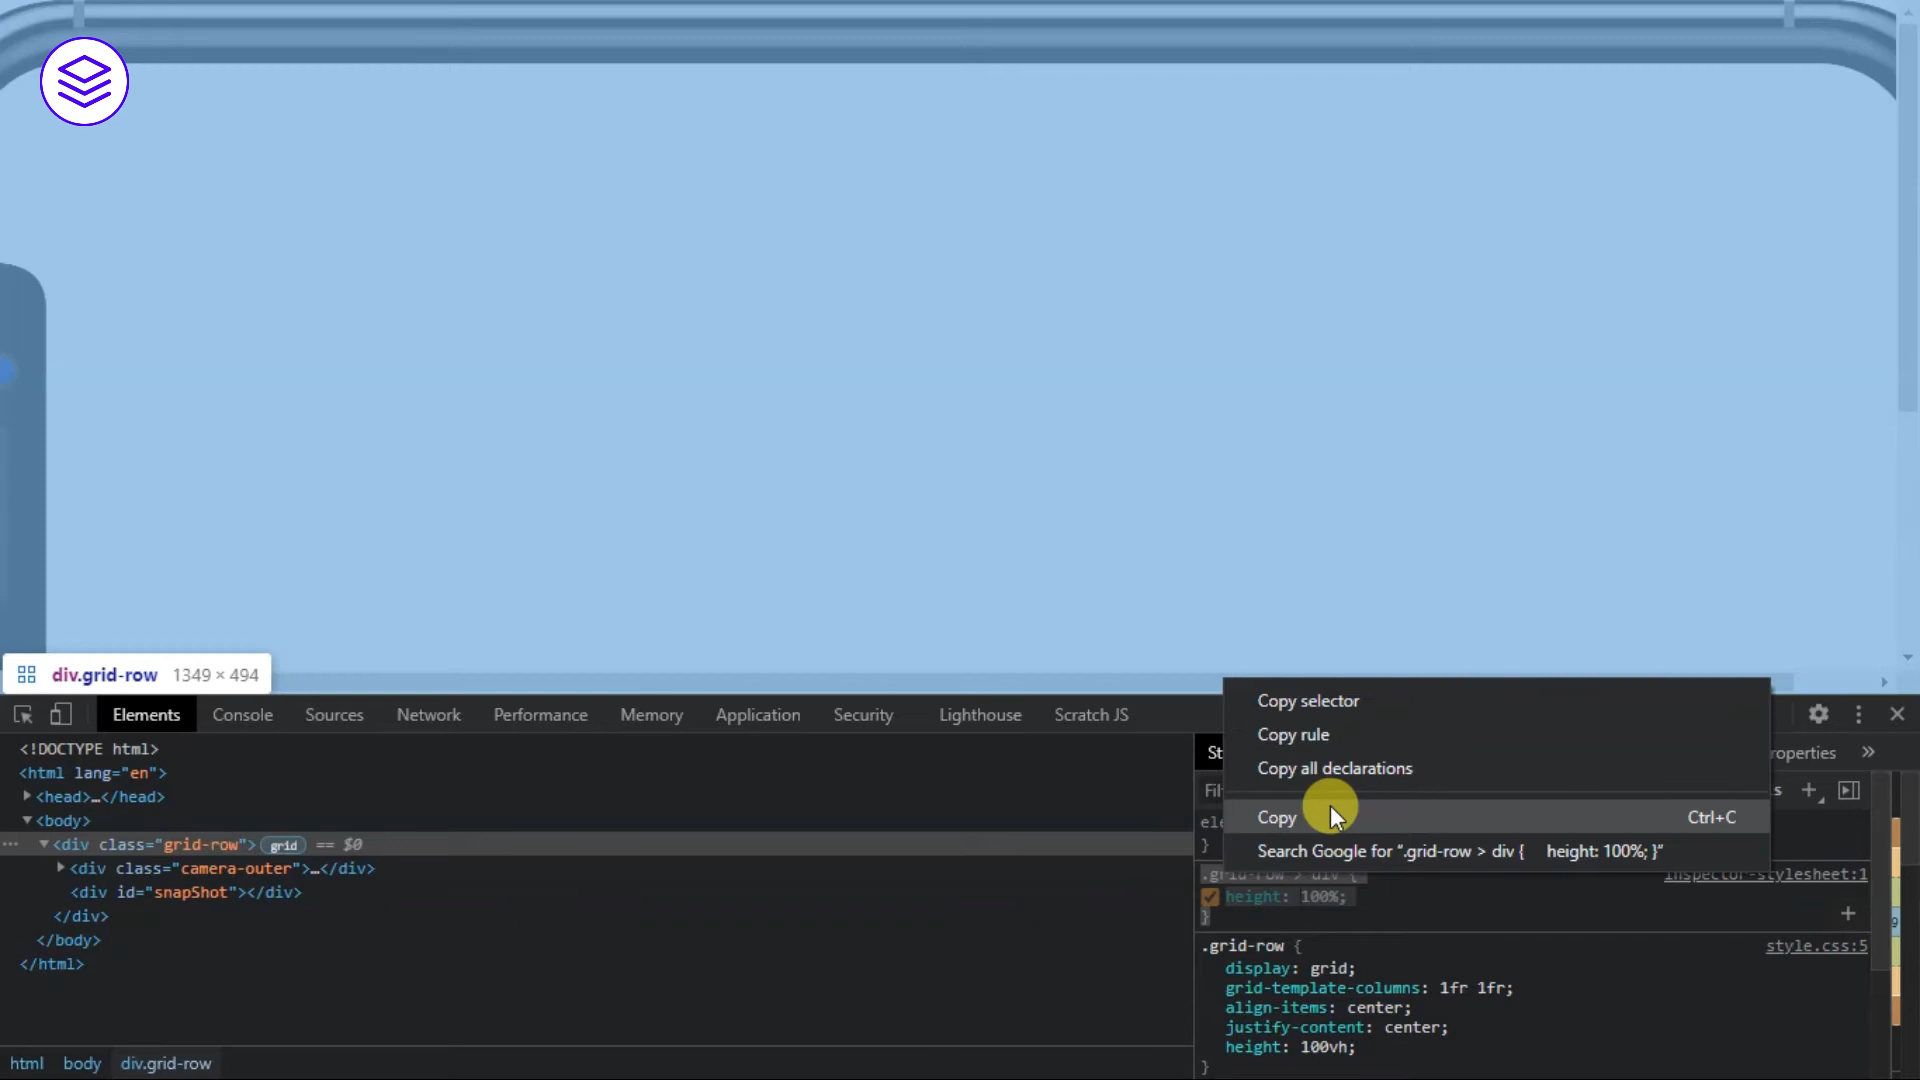 div.grid-row 1349 × 494
Elements Console Sources Network Performance Memory Application Security Lighthouse Scratch JS
<!DOCTYPE html>
<html lang="en">
<head>…</head>
<body>
<div class="grid-row"> grid == $0
<div class="camera-outer">…</div>
<div id="snapShot"></div>
</div>
</body>
</html>
html body div.grid-row
Copy selector
Copy rule
Copy all declarations
Copy Ctrl+C
Search Google for ".grid-row > div {     height: 100%; }"
.grid-row > div { inspector-stylesheet:1
height: 100%;
}
.grid-row { style.css:5
display: grid;
grid-template-columns: 1fr 1fr;
align-items: center;
justify-content: center;
height: 100vh;
}